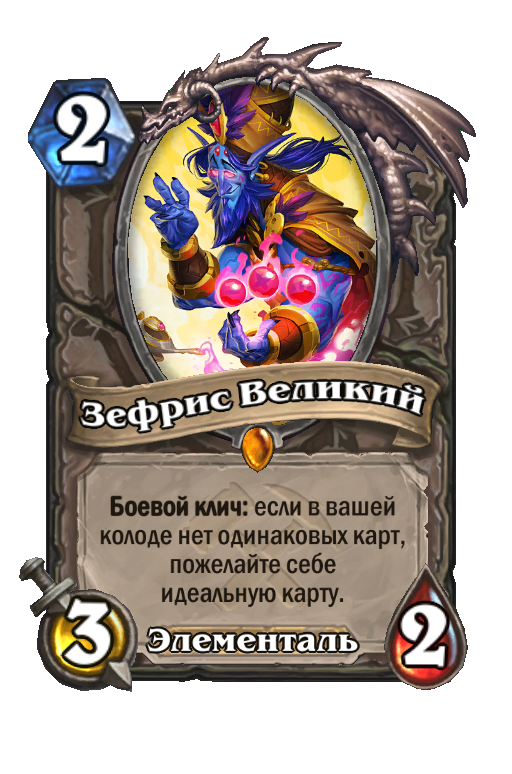 2
Зефрис Великий
Боевой клич: если в вашей
колоде нет одинаковых карт,
пожелайте себе
идеальную карту.
3
Элементаль
2